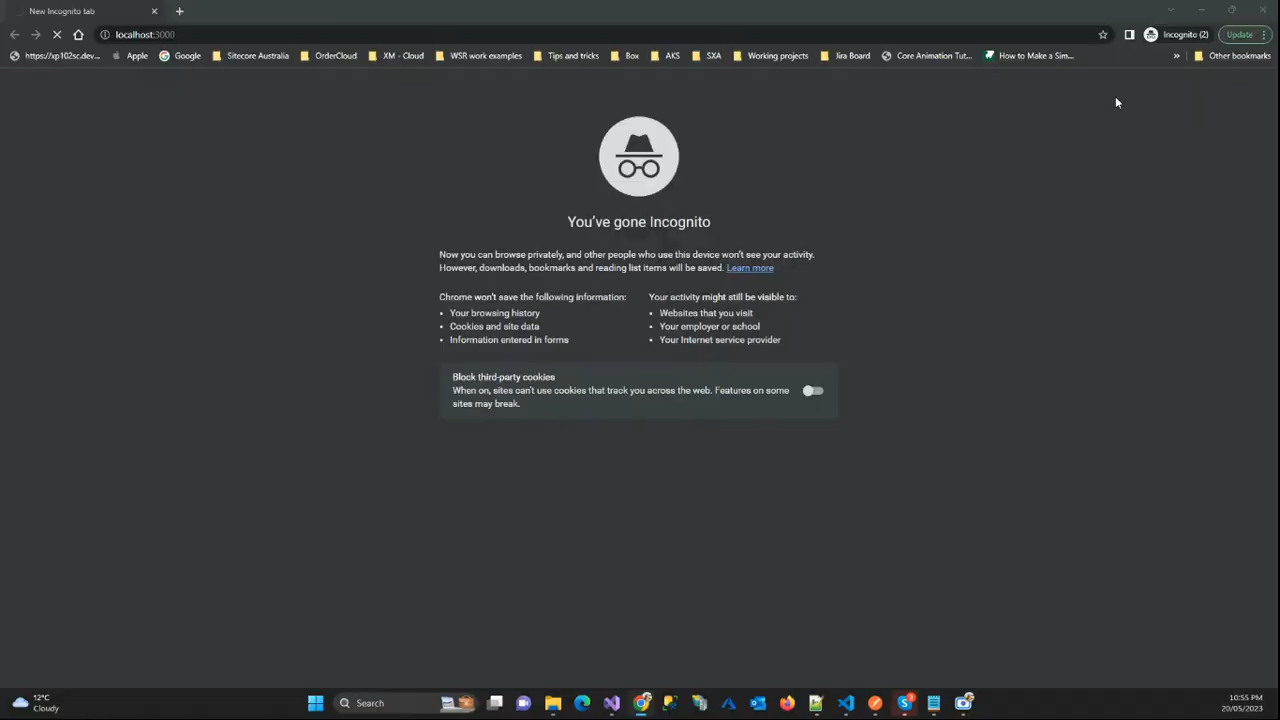 New Incognito tab
localhost:3000
Incognito (2)
Update
https://xp102sc.dev...
Apple
Google
Sitecore Australia
OrderCloud
XM - Cloud
WSR work examples
Tips and tricks
Box
AKS
SXA
Working projects
Jira Board
Core Animation Tut...
How to Make a Sim...
»
Other bookmarks
You've gone Incognito
Now you can browse privately, and other people who use this device won't see your activity.
However, downloads, bookmarks and reading list items will be saved. Learn more
Chrome won't save the following information:
• Your browsing history
• Cookies and site data
• Information entered in forms
Your activity might still be visible to:
• Websites that you visit
• Your employer or school
• Your Internet service provider
Block third-party cookies
When on, sites can't use cookies that track you across the web. Features on some
sites may break.
12°C
Cloudy
Search
10:55 PM
20/05/2023